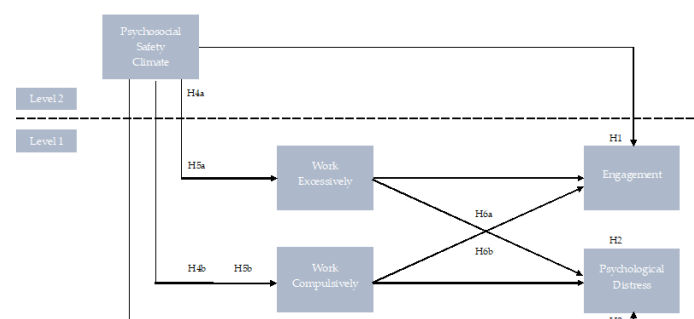 Psychosocial
Safety
Climate
H4a
Level 2
Level 1
H1
H5a
Work
Excessively
Engagement
H6a
H2
H6b
H4b H5b
Work
Compulsively
Psychological
Distress